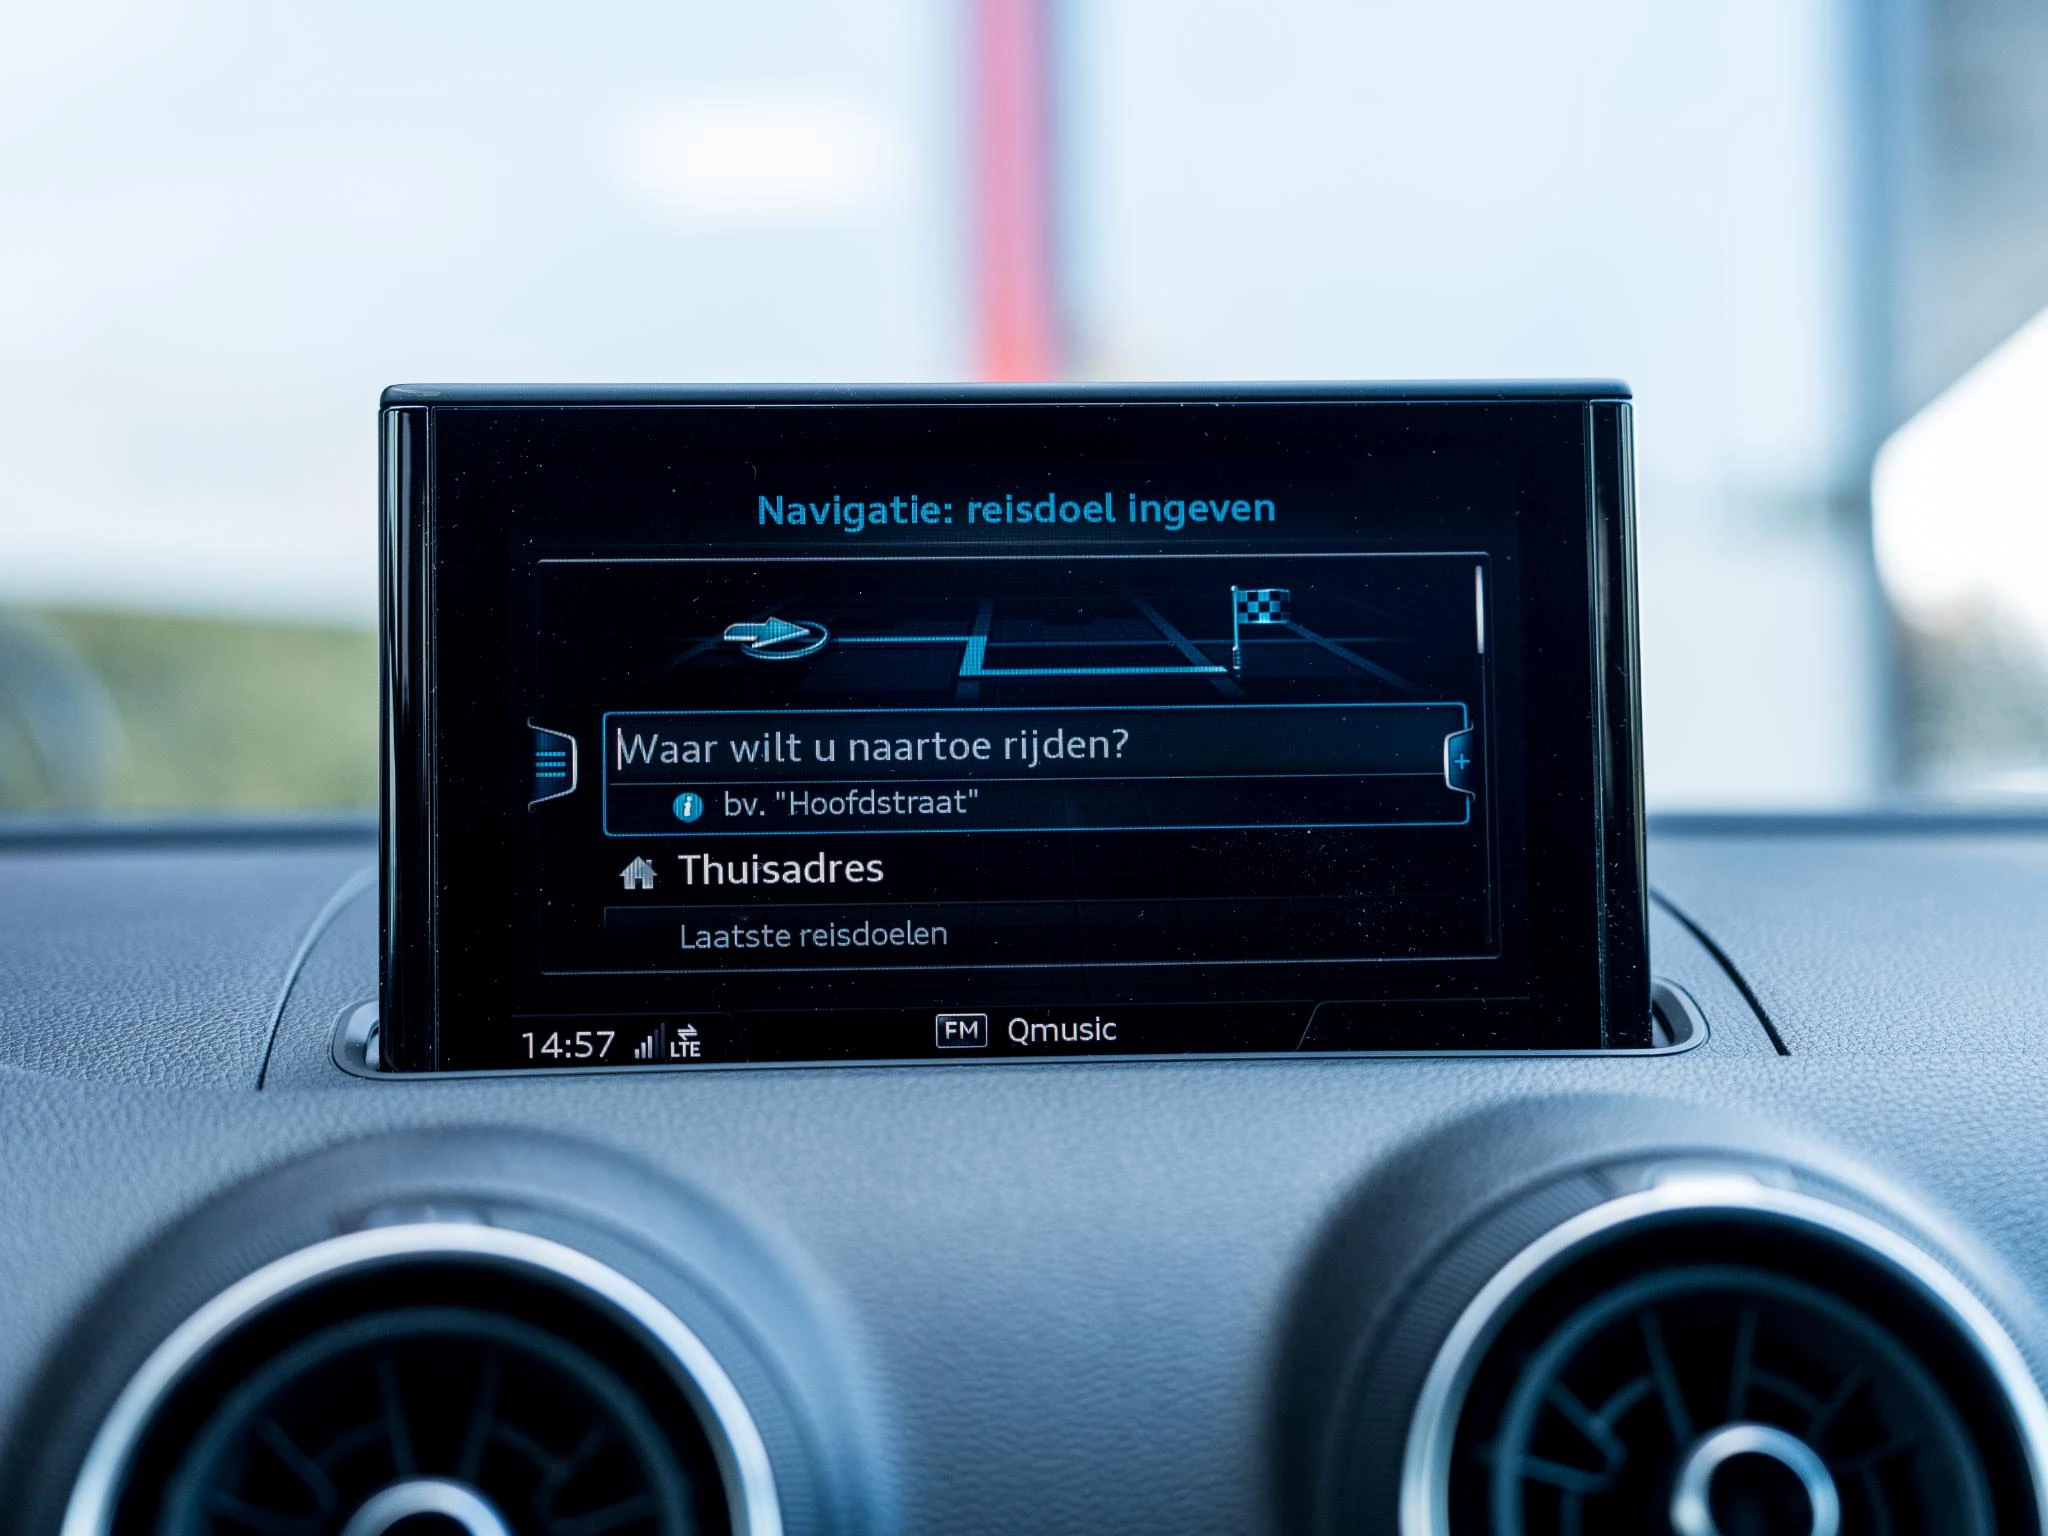 Navigatie: reisdoel ingeven
Waar wilt u naartoe rijden?
bv. "Hoofdstraat"
Thuisadres
Laatste reisdoelen
14:57 LTE FM Qmusic